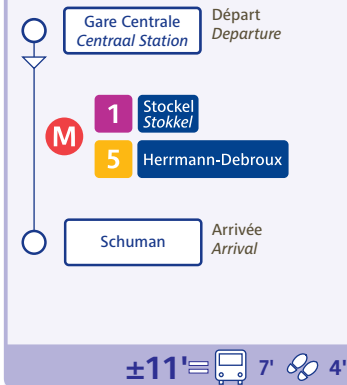 Gare Centrale
Centraal Station
Départ
Departure
M
1
Stockel
Stokkel
5
Herrmann-Debroux
Schuman
Arrivée
Arrival
±11'= 7' 4'